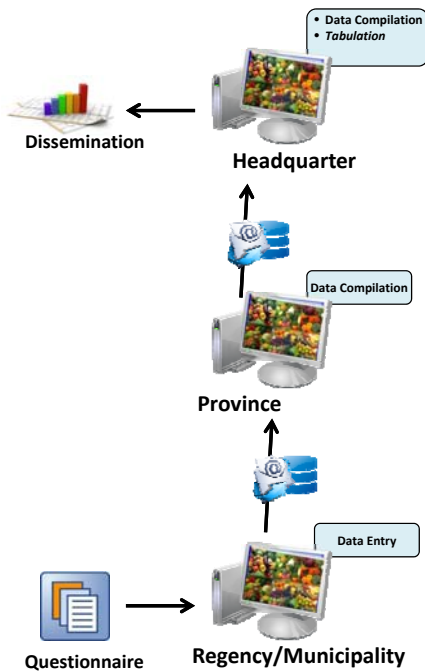 • Data Compilation
• Tabulation
Dissemination
Headquarter
@
Data Compilation
Province
@
Data Entry
Questionnaire
Regency/Municipality